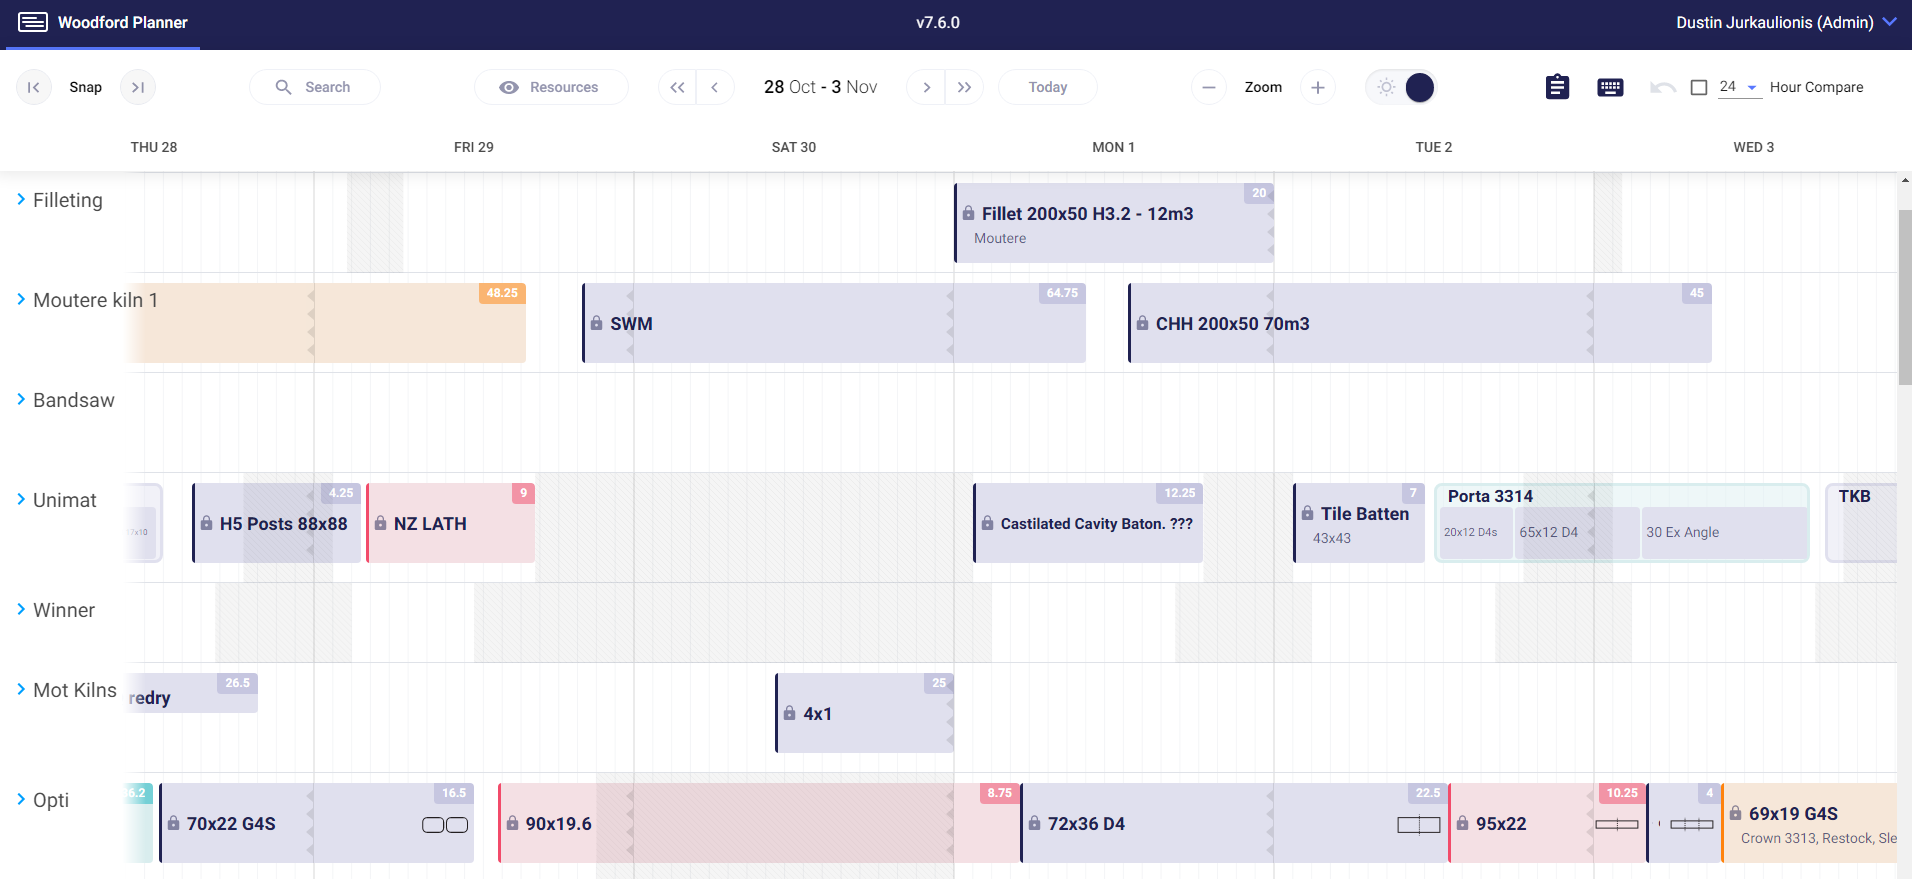 Woodford Planner
v7.6.0
Dustin Jurkaulionis (Admin)
Snap
Search
Resources
28 Oct - 3 Nov
Today
Zoom
24
Hour Compare
THU 28
FRI 29
SAT 30
MON 1
TUE 2
WED 3
Filleting
20
Fillet 200x50 H3.2 - 12m3
Moutere
Moutere kiln 1
48.25
64.75
SWM
45
CHH 200x50 70m3
Bandsaw
Unimat
7x10
4.25
H5 Posts 88x88
9
NZ LATH
12.25
Castilated Cavity Baton. ???
7
Tile Batten
43x43
Porta 3314
20x12 D4s
65x12 D4
30 Ex Angle
TKB
Winner
Mot Kilns
26.5
redry
25
4x1
Opti
6.2
16.5
70x22 G4S
8.75
90x19.6
22.5
72x36 D4
10.25
95x22
4
69x19 G4S
Crown 3313, Restock, Sle